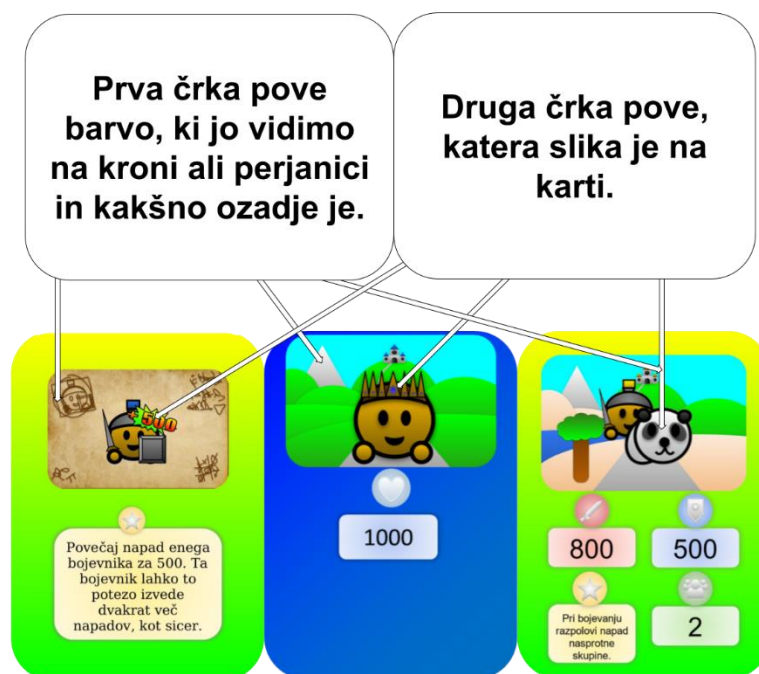 Prva črka pove
barvo, ki jo vidimo
na kroni ali perjanici
in kakšno ozadje je.
Druga črka pove,
katera slika je na
karti.
+500
Povečaj napad enega
bojevnika za 500. Ta
bojevnik lahko to
potezo izvede
dvakrat več
napadov, kot sicer.
1000
800
500
Pri bojevanju
razpolovi napad
nasprotne
skupine.
2